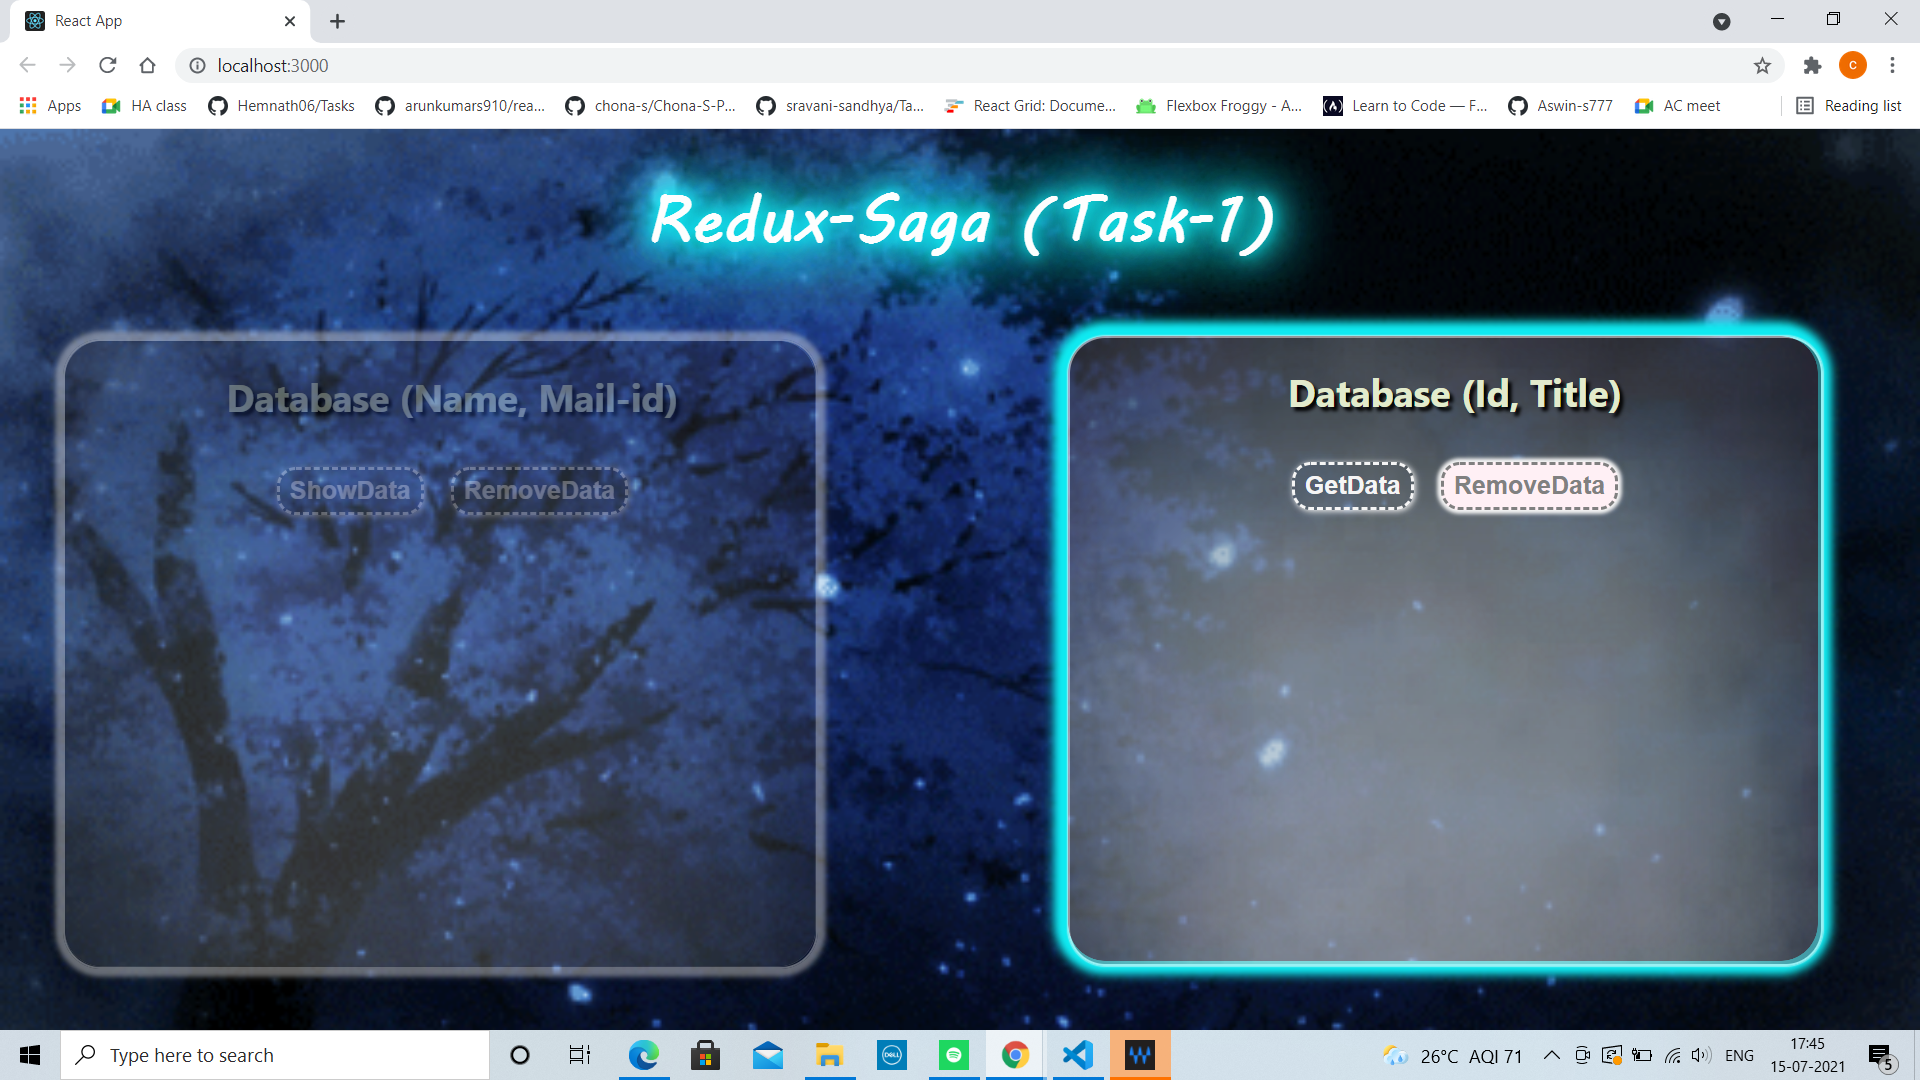 React App
localhost:3000
Apps HA class Hemnath06/Tasks arunkumars910/rea... chona-s/Chona-S-P... sravani-sandhya/Ta... React Grid: Docume... Flexbox Froggy - A... Learn to Code — F... Aswin-s777 AC meet Reading list
Redux-Saga (Task-1)
Database (Name, Mail-id)
ShowData RemoveData
Database (Id, Title)
GetData RemoveData
Type here to search
DELL
26°C AQI 71
ENG
17:45
15-07-2021
5